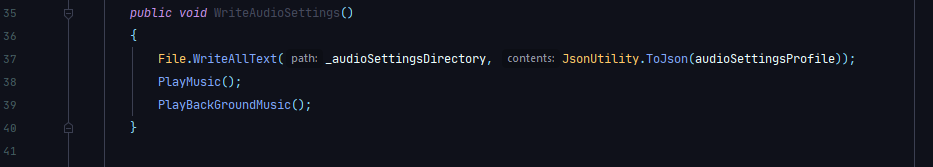 35 public void WriteAudioSettings()
36 {
37 File.WriteAllText( path: _audioSettingsDirectory, contents: JsonUtility.ToJson(audioSettingsProfile));
38 PlayMusic();
39 PlayBackGroundMusic();
40 }
41